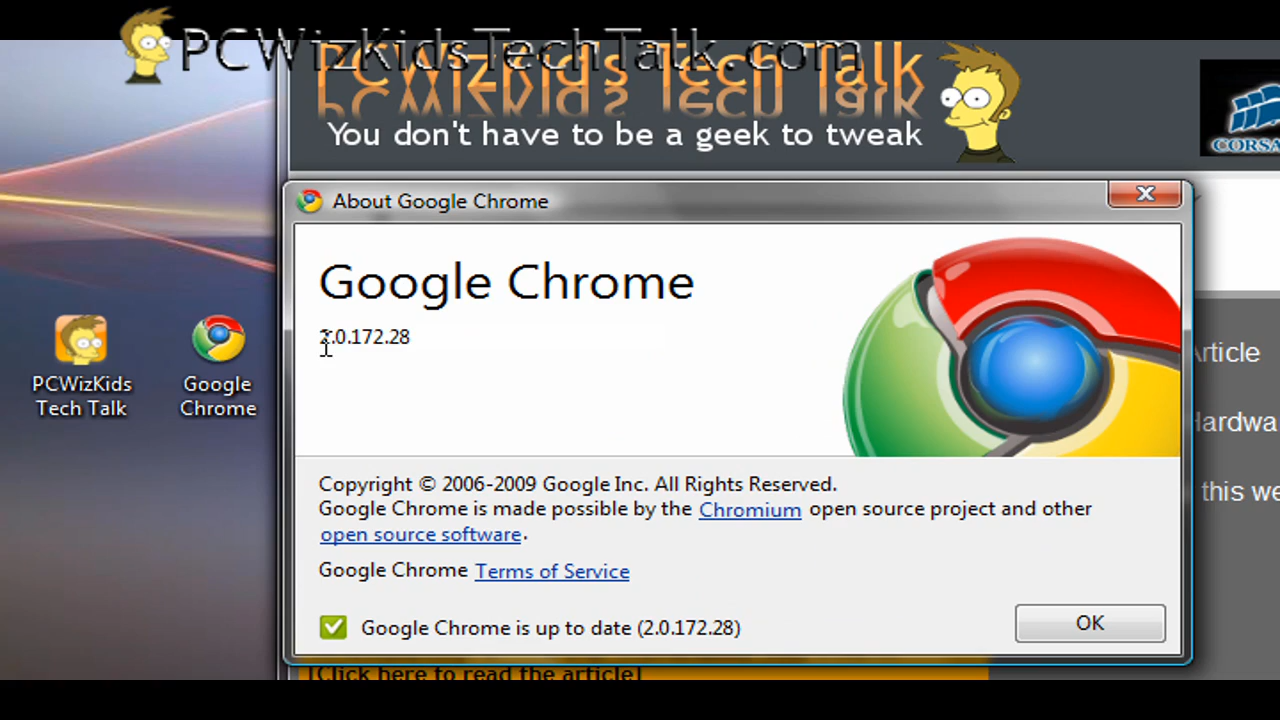 PCWizKidsTechTalk.com
PCWizKids Tech Talk
You don't have to be a geek to tweak
CORSA
About Google Chrome
Google Chrome
2.0.172.28
PCWizKids
Tech Talk
Google
Chrome
Article
Hardwa
this we
Copyright © 2006-2009 Google Inc. All Rights Reserved.
Google Chrome is made possible by the Chromium open source project and other
open source software.
Google Chrome Terms of Service
Google Chrome is up to date (2.0.172.28)
OK
[Click here to read the article]